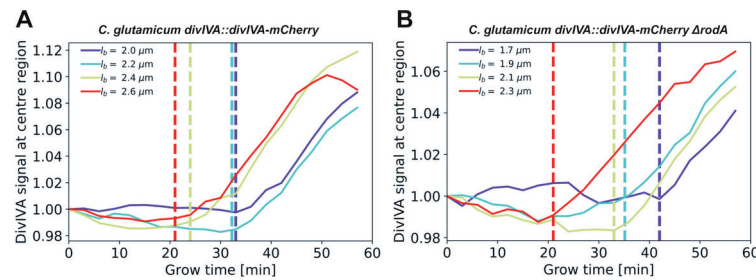 A
C. glutamicum divIVA::divIVA-mCherry
DivIVA signal at centre region
1.12
1.10
1.08
1.06
1.04
1.02
1.00
0.98
l_b = 2.0 μm
l_b = 2.2 μm
l_b = 2.4 μm
l_b = 2.6 μm
0 10 20 30 40 50 60
Grow time [min]
B
C. glutamicum divIVA::divIVA-mCherry ΔrodA
DivIVA signal at centre region
1.06
1.04
1.02
1.00
0.98
l_b = 1.7 μm
l_b = 1.9 μm
l_b = 2.1 μm
l_b = 2.3 μm
0 10 20 30 40 50 60
Grow time [min]